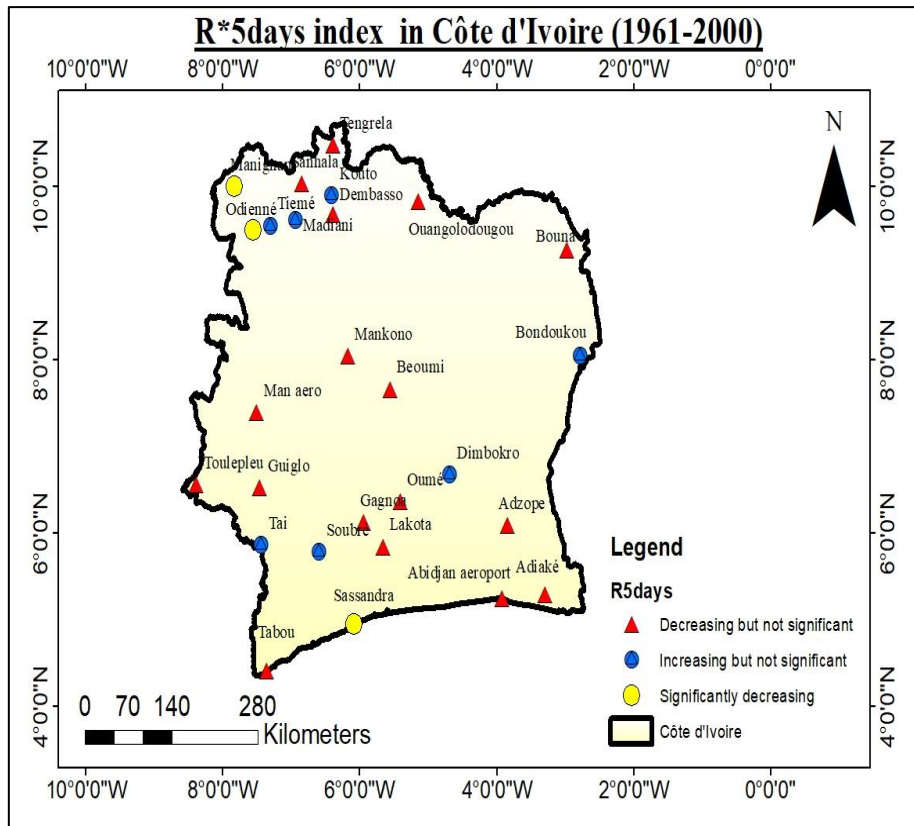 R*5days index in Côte d'Ivoire (1961-2000)
10°0'0"W 8°0'0"W 6°0'0"W 4°0'0"W 2°0'0"W 0°0'0"
N
10°0'0"N
10°0'0"N
Tengrela
Samhala
Kouto
Dembasso
Odienné
Tiemé
Madrani
Ouangolodougou
Bouna
8°0'0"N
8°0'0"N
Mankono
Bondoukou
Beoumi
Man aero
Toulepleu
Guiglo
Dimbokro
Oumé
6°0'0"N
6°0'0"N
Gagnoa
Lakota
Adzope
Tai
Soubre
Abidjan aeroport
Adiaké
Sassandra
Tabou
4°0'0"N
4°0'0"N
0 70 140 280
Kilometers
Legend
R5days
Decreasing but not significant
Increasing but not significant
Significantly decreasing
Côte d'Ivoire
10°0'0"W 8°0'0"W 6°0'0"W 4°0'0"W 2°0'0"W 0°0'0"